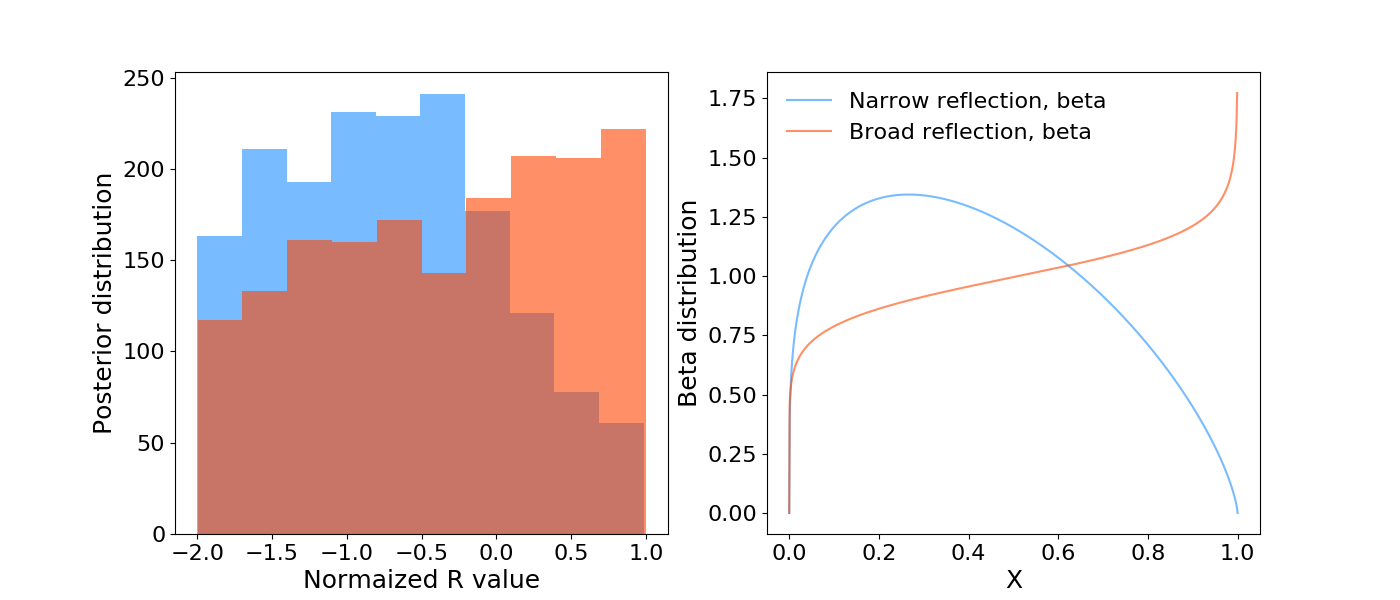 250
200
150
100
50
0
−2.0 −1.5 −1.0 −0.5 0.0 0.5 1.0
Normaized R value
Posterior distribution
Narrow reflection, beta
Broad reflection, beta
1.75
1.50
1.25
1.00
0.75
0.50
0.25
0.00
0.0 0.2 0.4 0.6 0.8 1.0
X
Beta distribution